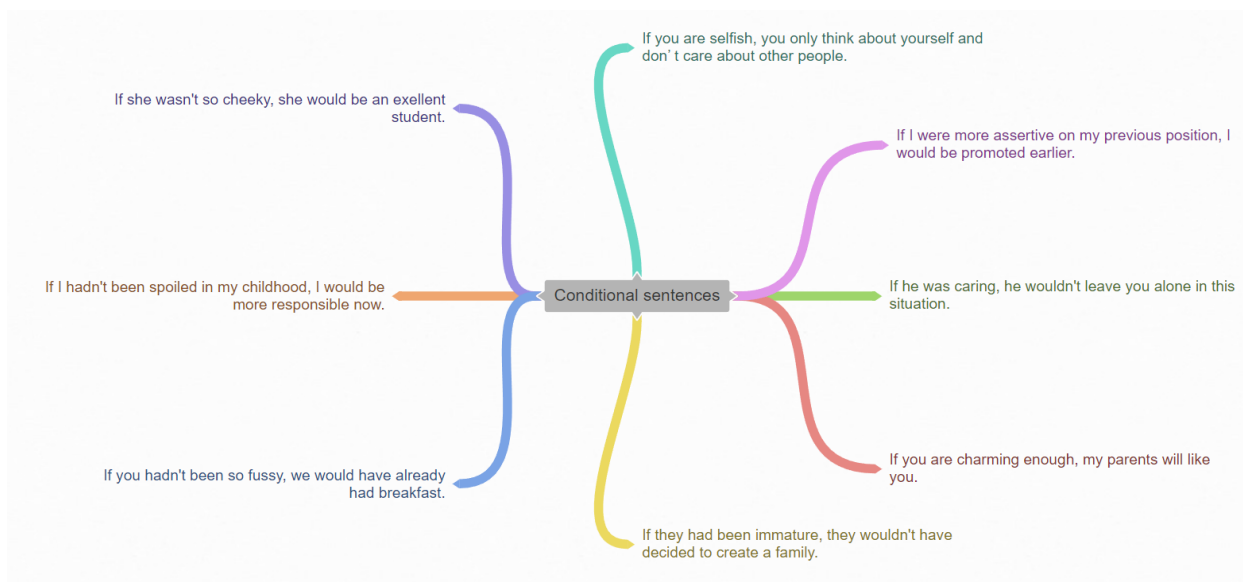 If you are selfish, you only think about yourself and
don’ t care about other people.
If she wasn't so cheeky, she would be an exellent
student.
If I were more assertive on my previous position, I
would be promoted earlier.
If I hadn't been spoiled in my childhood, I would be
more responsible now.
Conditional sentences
If he was caring, he wouldn't leave you alone in this
situation.
If you hadn't been so fussy, we would have already
had breakfast.
If you are charming enough, my parents will like
you.
If they had been immature, they wouldn't have
decided to create a family.